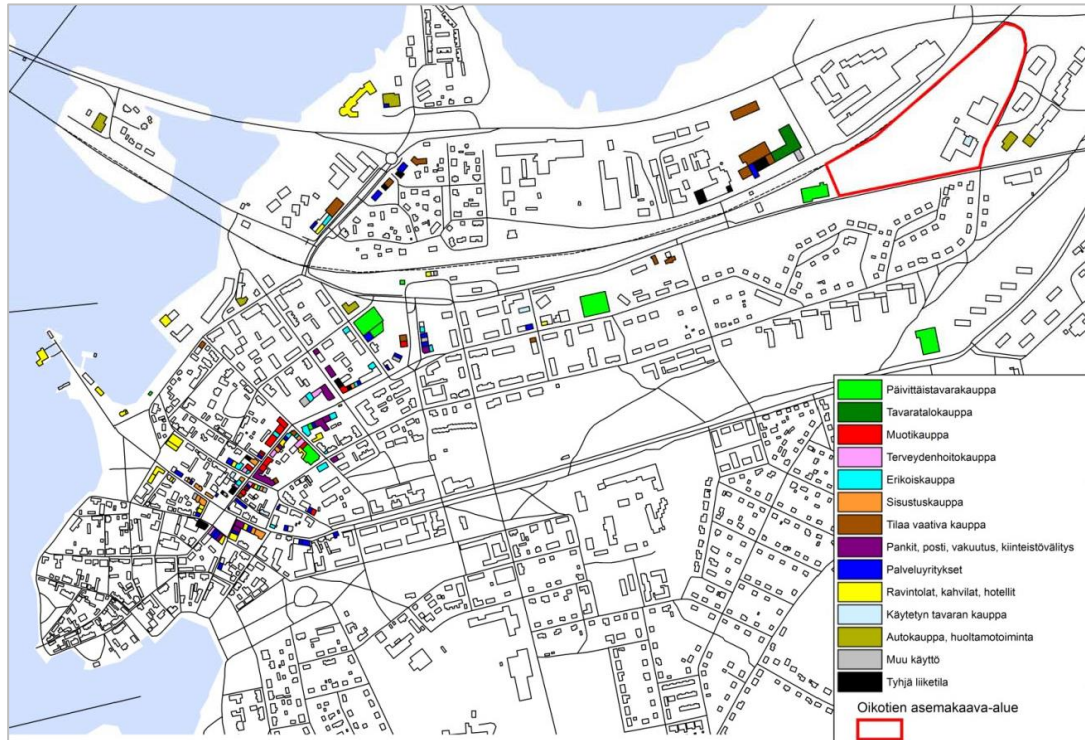 Päivittäistavarakauppa
Tavaratalokauppa
Muotikauppa
Terveydenhoitokauppa
Erikoiskauppa
Sisustuskauppa
Tilaa vaativa kauppa
Pankit, posti, vakuutus, kiinteistövälitys
Palveluyritykset
Ravintolat, kahvilat, hotellit
Käytetyn tavaran kauppa
Autokauppa, huoltamotoiminta
Muu käyttö
Tyhjä liiketila
Oikotien asemakaava-alue